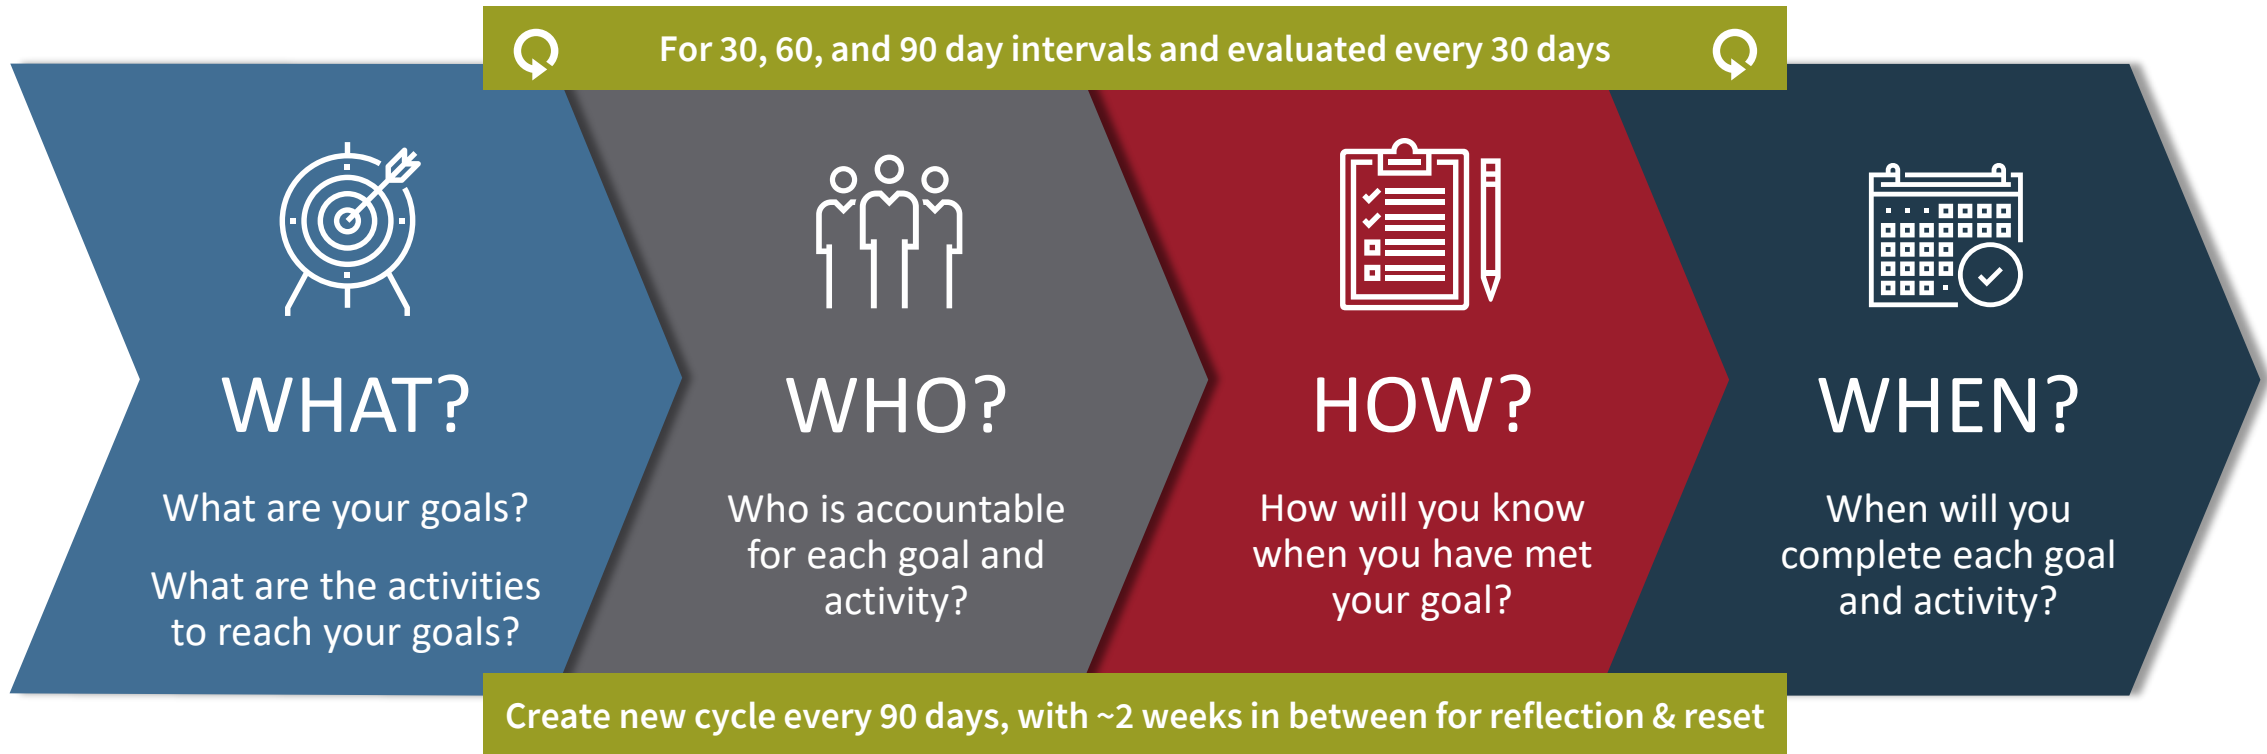 For 30, 60, and 90 day intervals and evaluated every 30 days
WHAT?
What are your goals?
What are the activities
to reach your goals?
WHO?
Who is accountable
for each goal and
activity?
HOW?
How will you know
when you have met
your goal?
WHEN?
When will you
complete each goal
and activity?
Create new cycle every 90 days, with ~2 weeks in between for reflection & reset